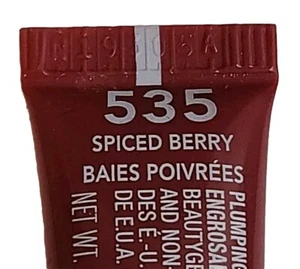 535
SPICED BERRY
BAIES POIVRÉES
PLUMPING
ENGROSA
BEAUTYGE
AND NON-
DES É.-U.
DE E.U.A.
NET WT.